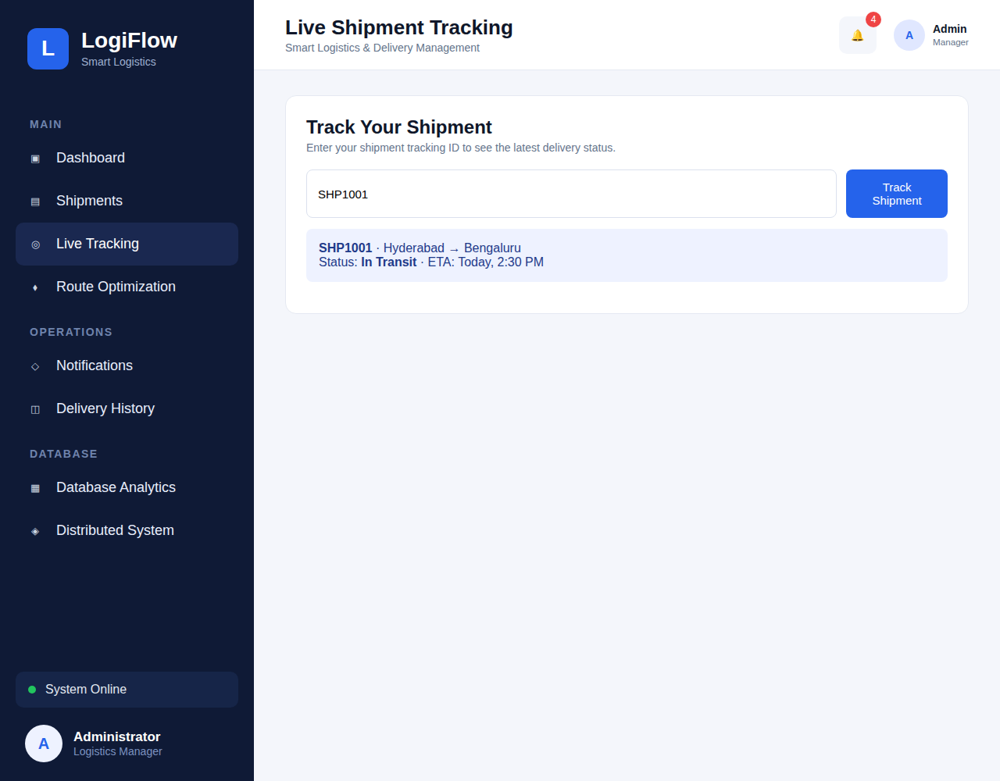 L
LogiFlow
Smart Logistics
MAIN
Dashboard
Shipments
Live Tracking
Route Optimization
OPERATIONS
Notifications
Delivery History
DATABASE
Database Analytics
Distributed System
System Online
A
Administrator
Logistics Manager
Live Shipment Tracking
Smart Logistics & Delivery Management
4
A
Admin
Manager
Track Your Shipment
Enter your shipment tracking ID to see the latest delivery status.
SHP1001
Track
Shipment
SHP1001 · Hyderabad → Bengaluru
Status: In Transit · ETA: Today, 2:30 PM